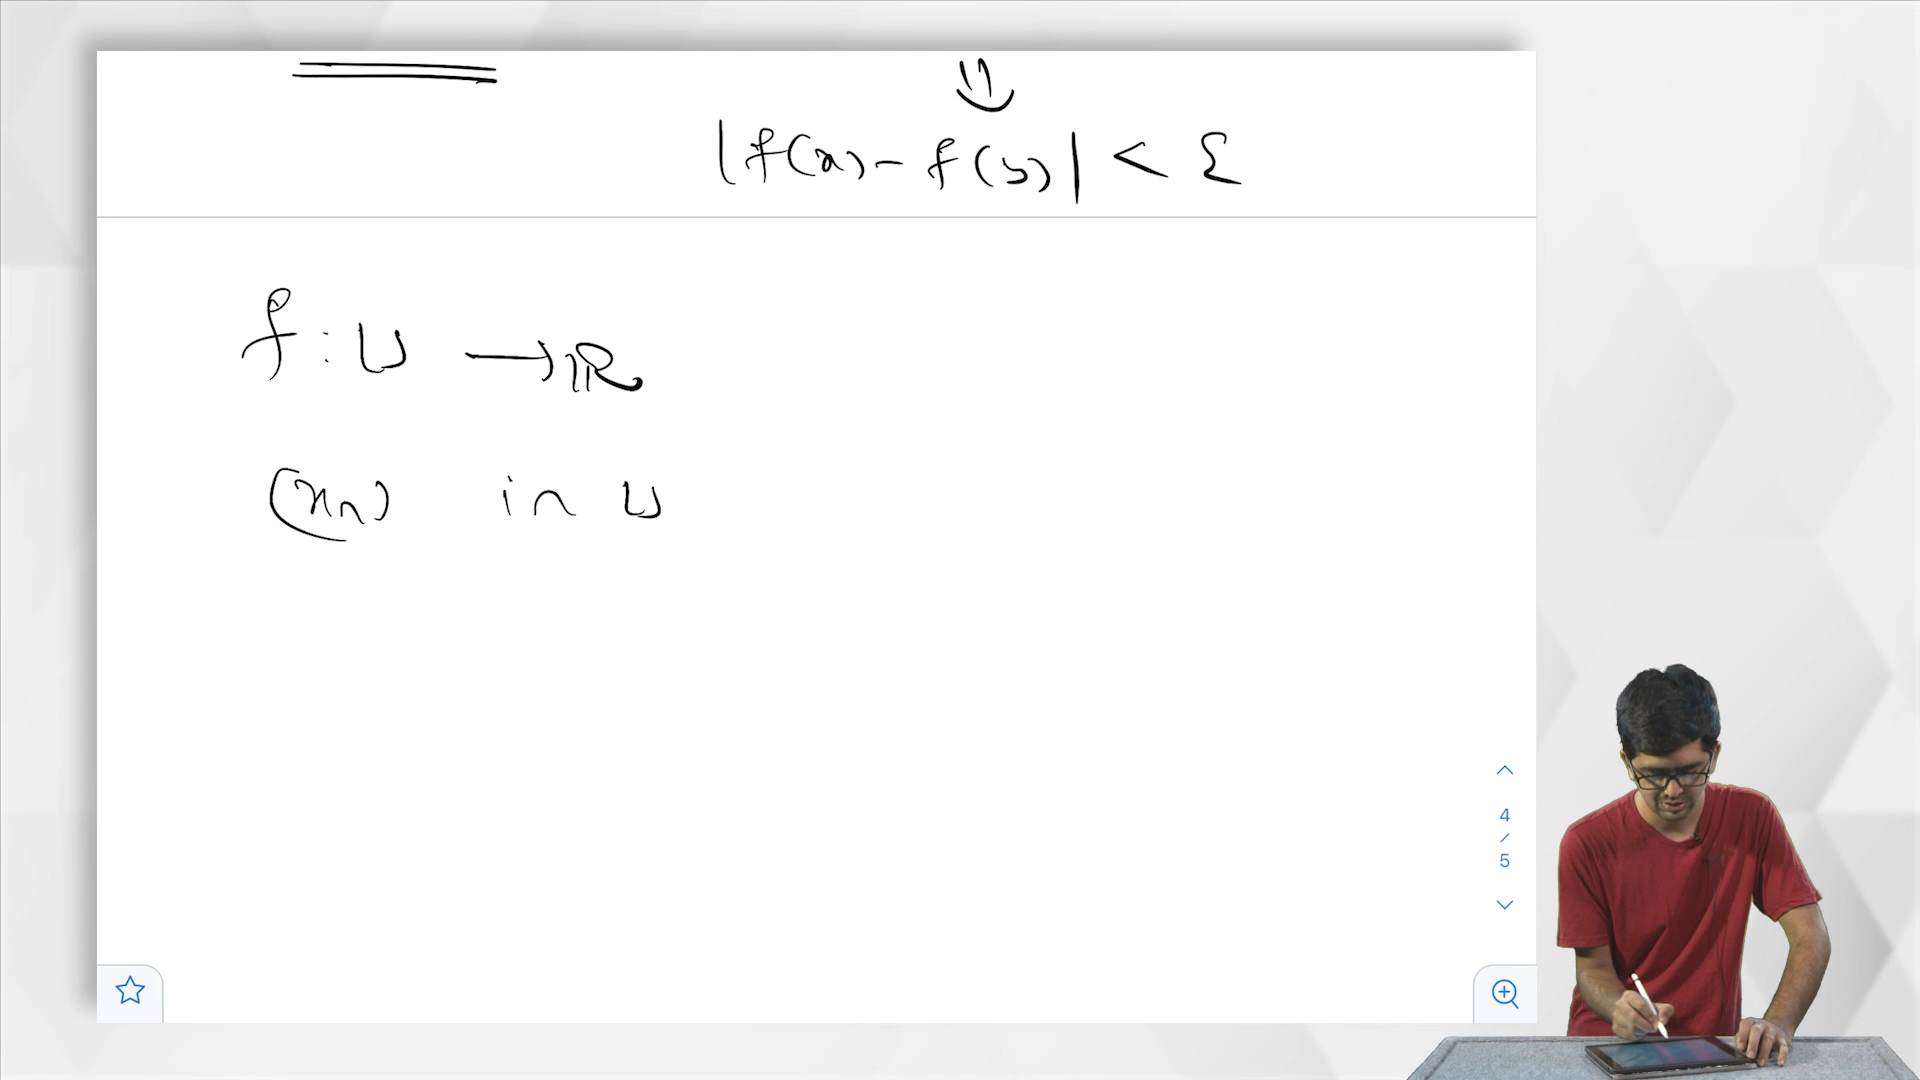 ⇓
|f(x) - f(y)| < ε
f : U → ℝ
(xₙ) in U
4
/
5